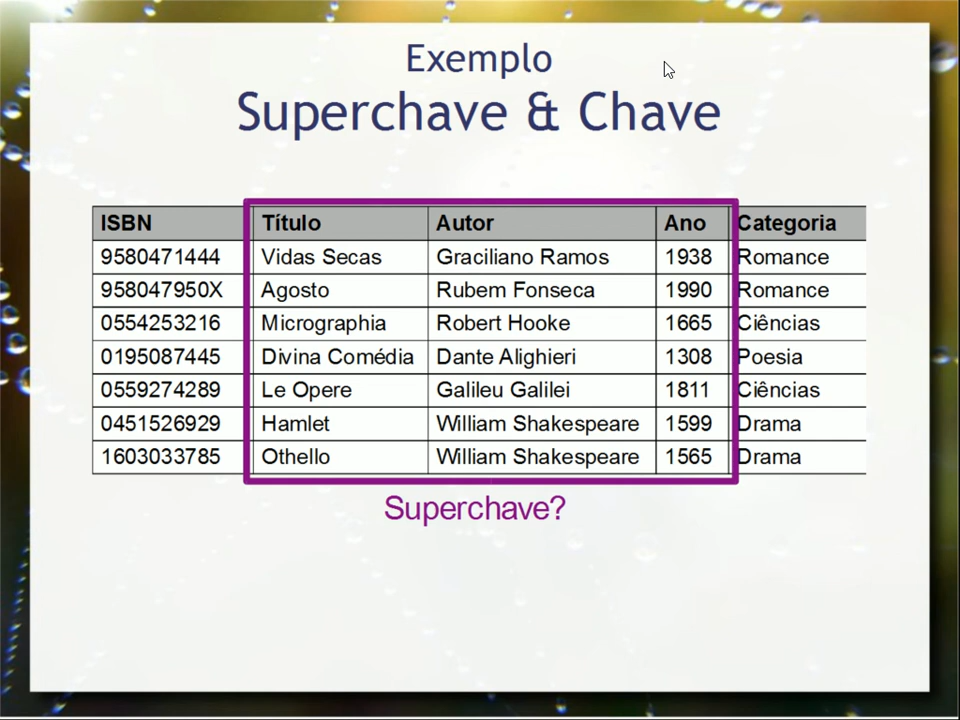 Exemplo
Superchave & Chave
ISBN Título Autor Ano Categoria
9580471444 Vidas Secas Graciliano Ramos 1938 Romance
958047950X Agosto Rubem Fonseca 1990 Romance
0554253216 Micrographia Robert Hooke 1665 Ciências
0195087445 Divina Comédia Dante Alighieri 1308 Poesia
0559274289 Le Opere Galileu Galilei 1811 Ciências
0451526929 Hamlet William Shakespeare 1599 Drama
1603033785 Othello William Shakespeare 1565 Drama
Superchave?